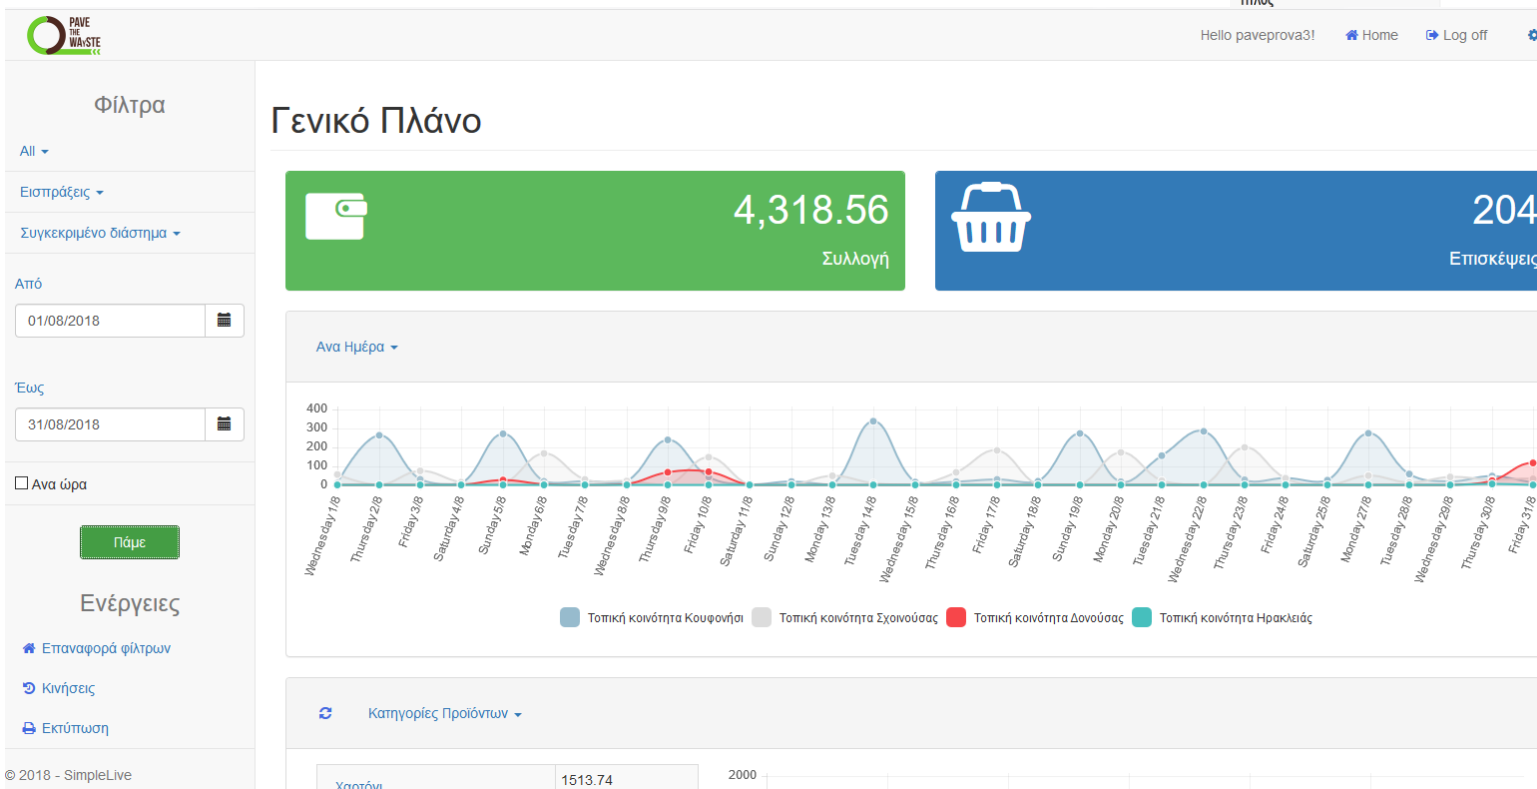 Τίτλος
PAVE
THE
WAYSTE
Hello paveprova3!
Home
Log off
Φίλτρα
All
Εισπράξεις
Συγκεκριμένο διάστημα
Από
01/08/2018
Έως
31/08/2018
Ανα ώρα
Πάμε
Ενέργειες
Επαναφορά φίλτρων
Κινήσεις
Εκτύπωση
© 2018 - SimpleLive
Γενικό Πλάνο
4,318.56
Συλλογή
204
Επισκέψεις
Ανα Ημέρα
400
300
200
100
0
Wednesday 1/8
Thursday 2/8
Friday 3/8
Saturday 4/8
Sunday 5/8
Monday 6/8
Tuesday 7/8
Wednesday 8/8
Thursday 9/8
Friday 10/8
Saturday 11/8
Sunday 12/8
Monday 13/8
Tuesday 14/8
Wednesday 15/8
Thursday 16/8
Friday 17/8
Saturday 18/8
Sunday 19/8
Monday 20/8
Tuesday 21/8
Wednesday 22/8
Thursday 23/8
Friday 24/8
Saturday 25/8
Monday 27/8
Tuesday 28/8
Wednesday 29/8
Thursday 30/8
Friday 31/8
Τοπική κοινότητα Κουφονήσι
Τοπική κοινότητα Σχοινούσας
Τοπική κοινότητα Δονούσας
Τοπική κοινότητα Ηρακλειάς
Κατηγορίες Προϊόντων
Χαρτόνι
1513.74
2000